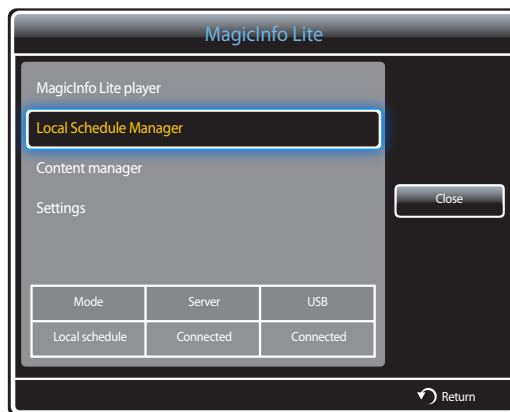 MagicInfo Lite
MagicInfo Lite player
Local Schedule Manager
Content manager
Settings
Close
Mode Server USB
Local schedule Connected Connected
Return